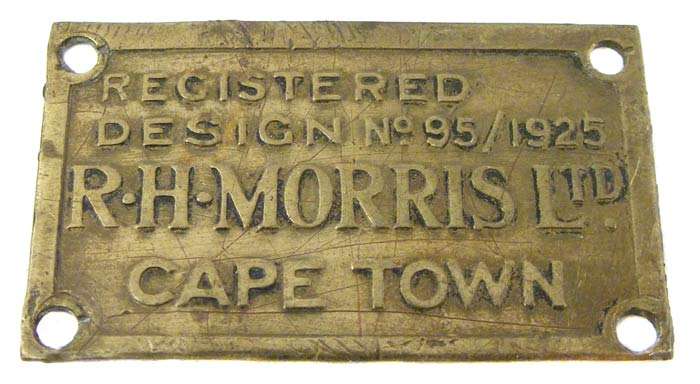 REGISTERED
DESIGN No 95/1925
R·H·MORRIS LTD.
CAPE TOWN